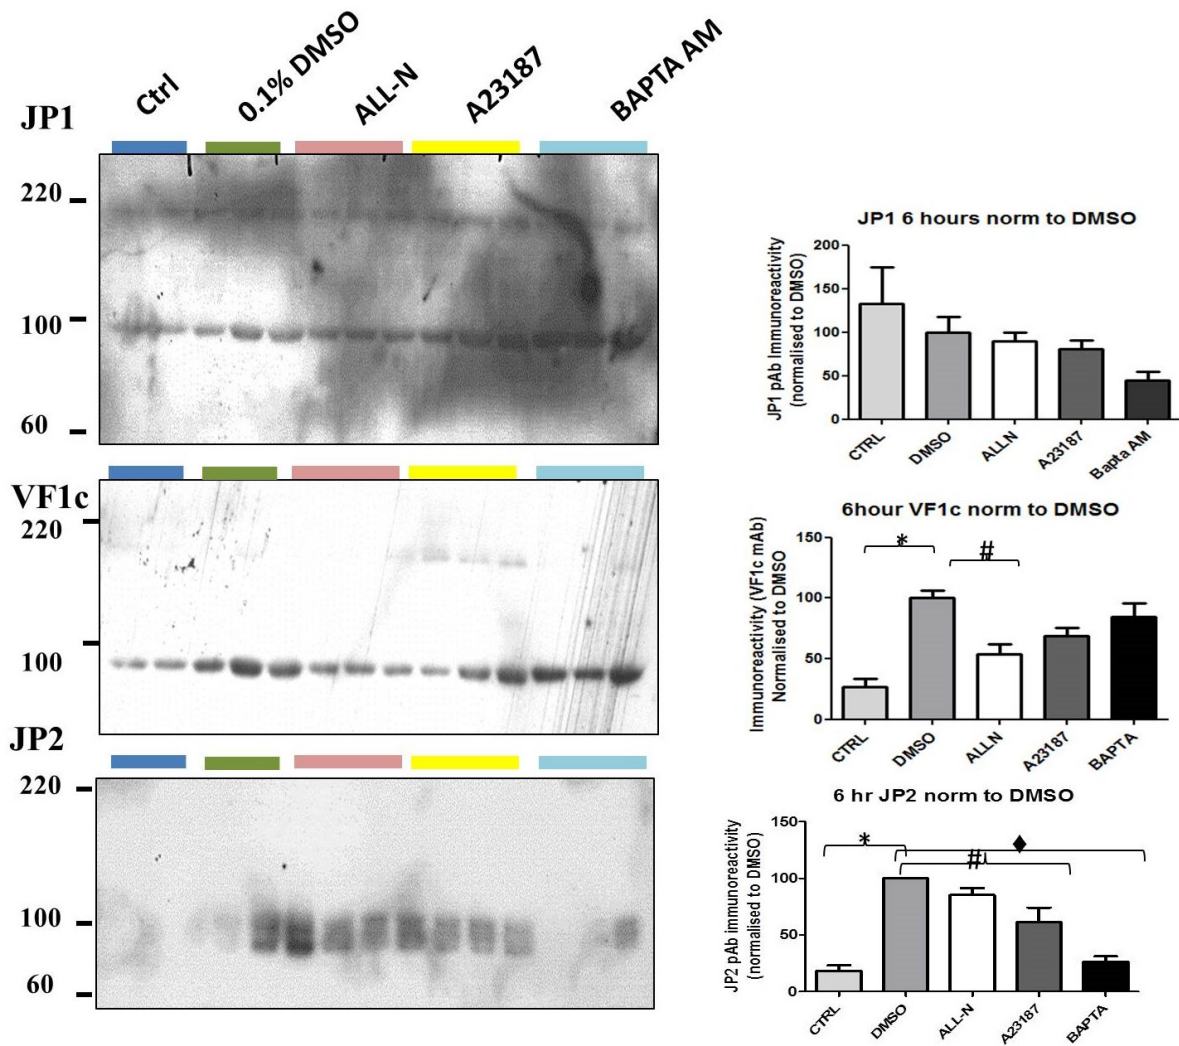 Ctrl
0.1% DMSO
ALL-N
A23187
BAPTA AM
JP1
220
100
60
VF1c
220
100
JP2
220
100
60
JP1 6 hours norm to DMSO
JP1 pAb Immunoreactivity
(normalised to DMSO)
200
150
100
50
0
CTRL
DMSO
ALLN
A23187
Bapta AM
6hour VF1c norm to DMSO
Immunoreactivity (VF1c mAb)
Normalised to DMSO
150
100
50
0
*
#
CTRL
DMSO
ALLN
A23187
BAPTA
6 hr JP2 norm to DMSO
JP2 pAb immunoreactivity
(normalised to DMSO)
150
100
50
0
*
#
♦
CTRL
DMSO
ALL-N
A23187
BAPTA